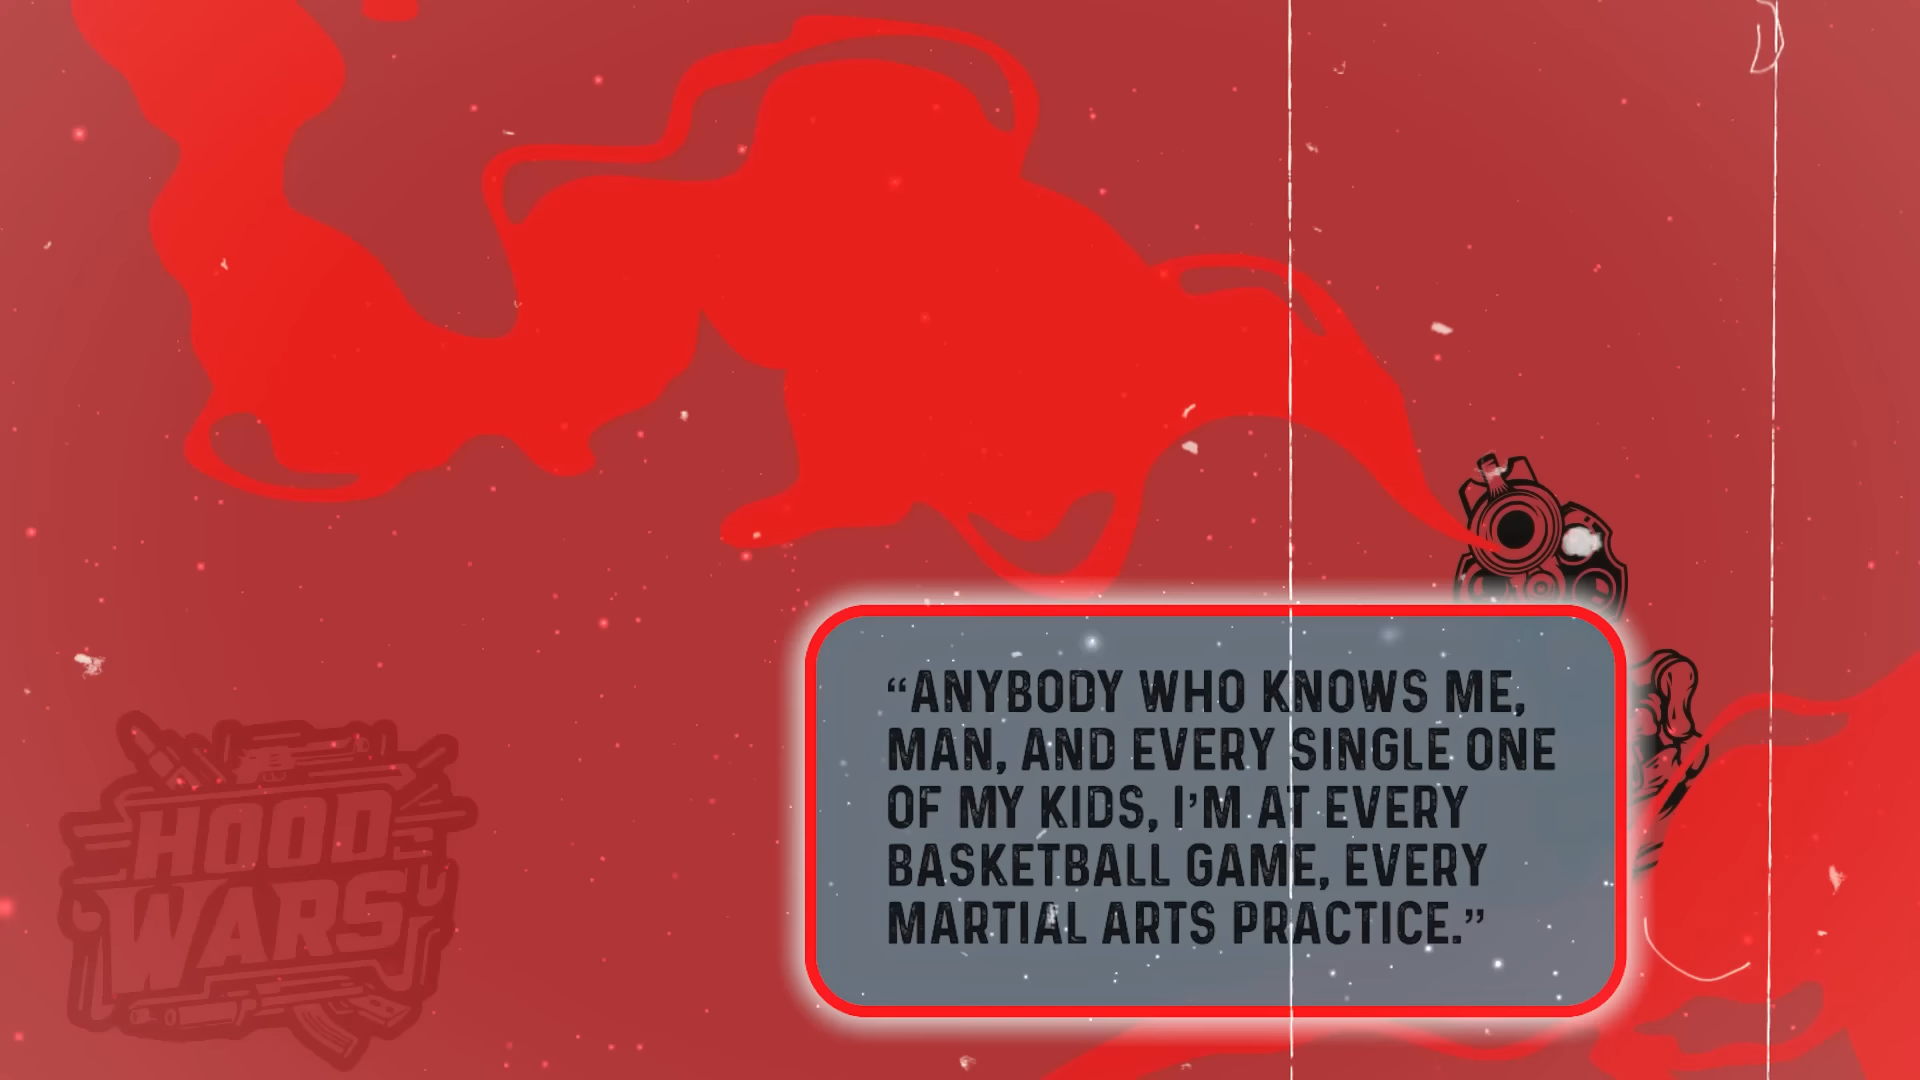 HOOD
WARS
“ANYBODY WHO KNOWS ME,
MAN, AND EVERY SINGLE ONE
OF MY KIDS, I’M AT EVERY
BASKETBALL GAME, EVERY
MARTIAL ARTS PRACTICE.”